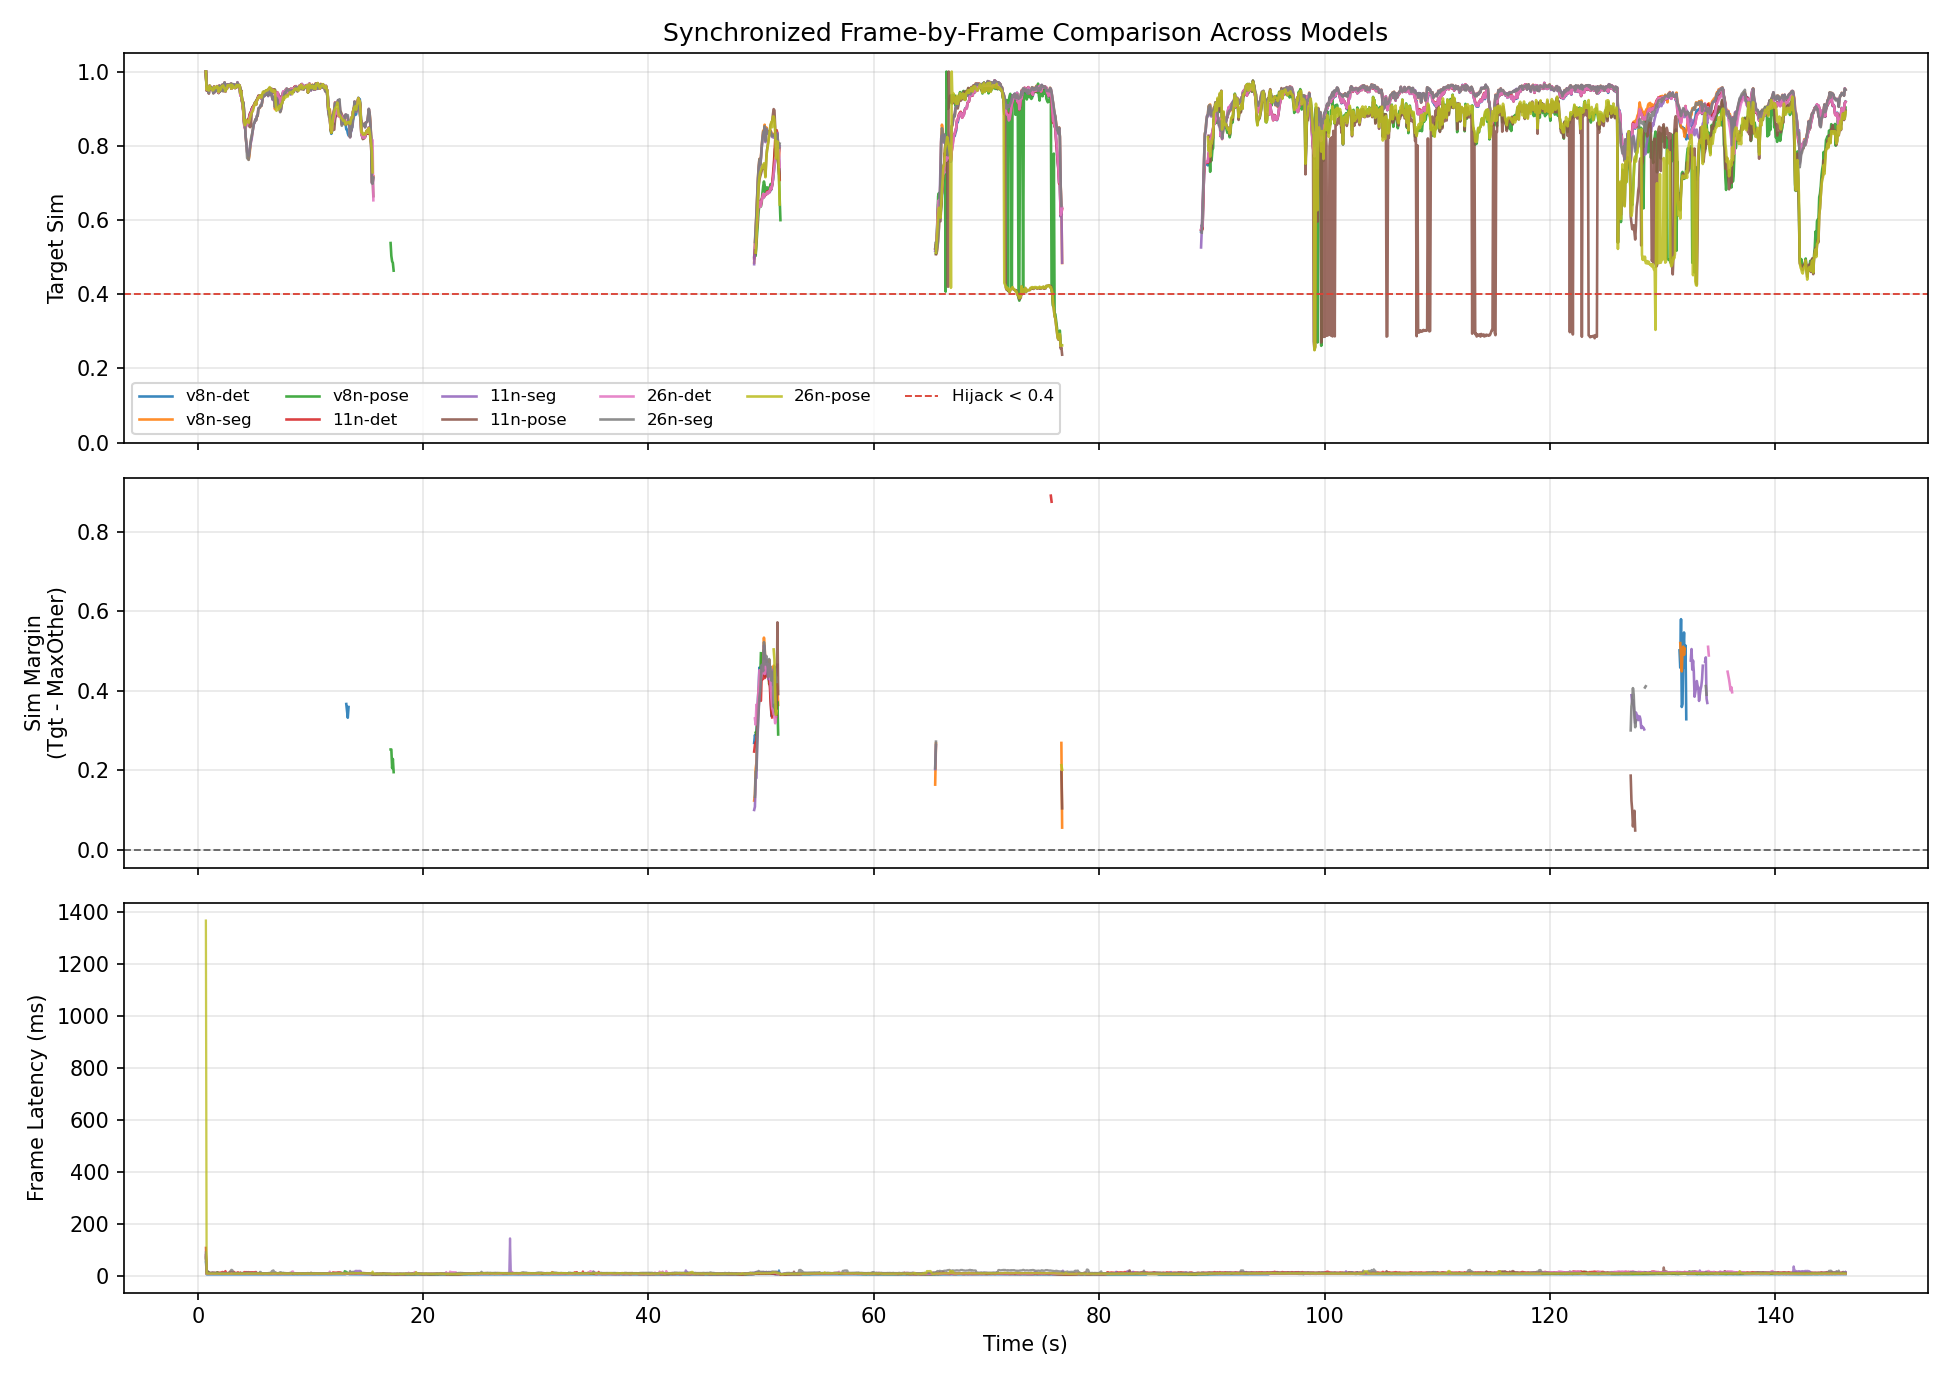 Synchronized Frame-by-Frame Comparison Across Models
Target Sim
1.0
0.8
0.6
0.4
0.2
0.0
v8n-det v8n-pose 11n-seg 26n-det 26n-pose Hijack < 0.4
v8n-seg 11n-det 11n-pose 26n-seg
Sim Margin
(Tgt - MaxOther)
0.8
0.6
0.4
0.2
0.0
Frame Latency (ms)
1400
1200
1000
800
600
400
200
0
0 20 40 60 80 100 120 140
Time (s)